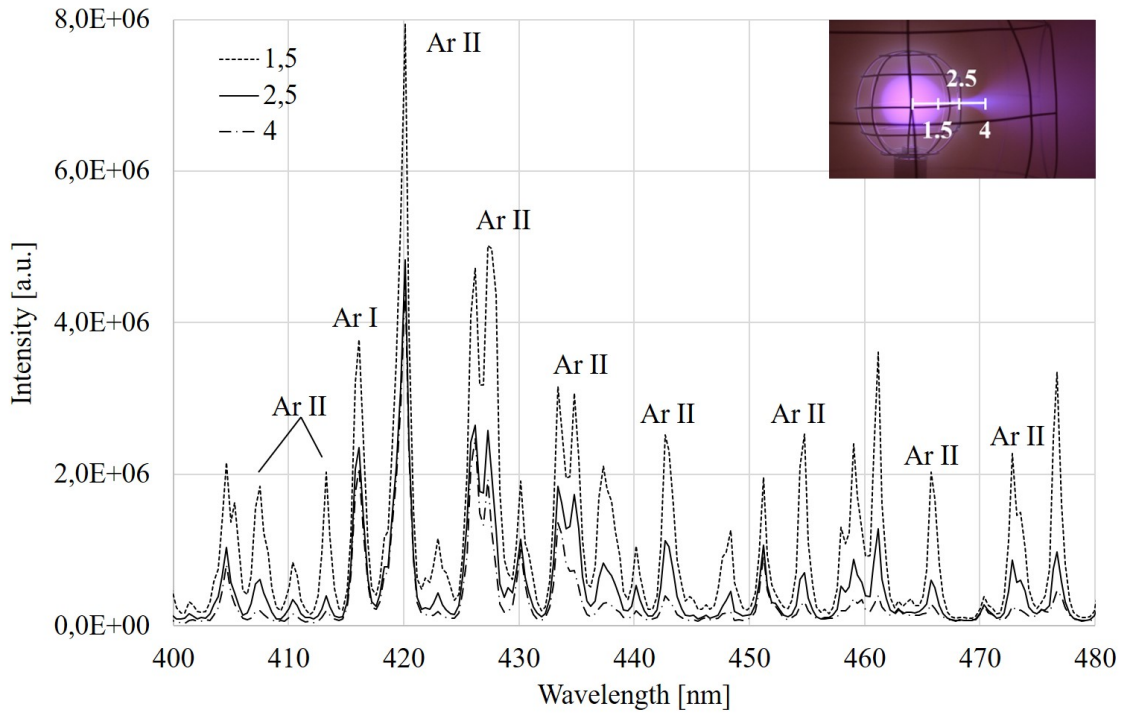 8,0E+06
6,0E+06
4,0E+06
2,0E+06
0,0E+00
Intensity [a.u.]
1,5
2,5
4
Ar II
2.5
1.5 4
Ar II
Ar I
Ar II
Ar II
Ar II
Ar II
Ar II
Ar II
400 410 420 430 440 450 460 470 480
Wavelength [nm]